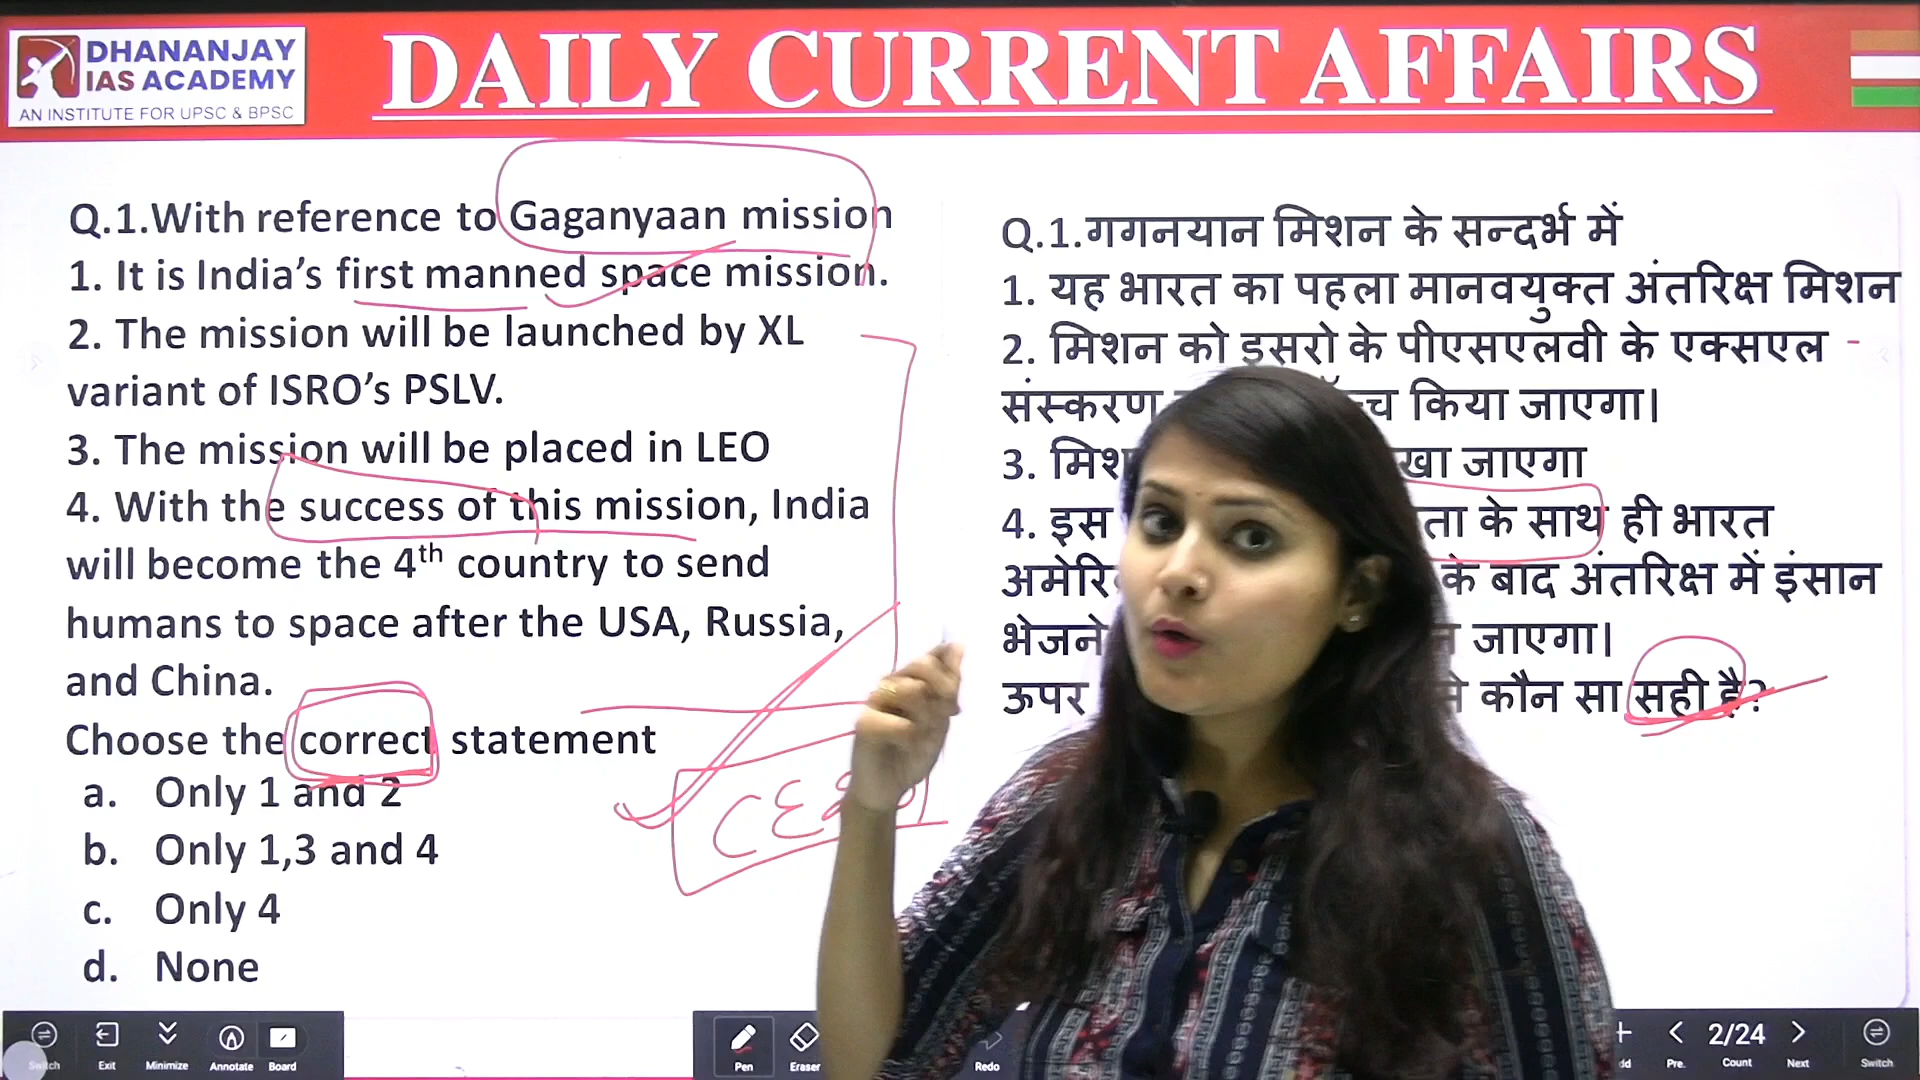 DHANANJAY
IAS ACADEMY
AN INSTITUTE FOR UPSC & BPSC
DAILY CURRENT AFFAIRS
Q.1.With reference to Gaganyaan mission
1. It is India’s first manned space mission.
2. The mission will be launched by XL
variant of ISRO’s PSLV.
3. The mission will be placed in LEO
4. With the success of this mission, India
will become the 4th country to send
humans to space after the USA, Russia,
and China.
Choose the correct statement
a. Only 1 and 2
b. Only 1,3 and 4
c. Only 4
d. None
Q.1.गगनयान मिशन के सन्दर्भ में
1. यह भारत का पहला मानवयुक्त अंतरिक्ष मिशन
2. मिशन को इसरो के पीएसएलवी के एक्सएल
संस्करण किया जाएगा।
3. जाएगा
4. इस के साथ ही भारत
के बाद अंतरिक्ष में इंसान
भेजने जाएगा।
ऊपर कौन सा सही है?
Switch
Exit
Minimize
Annotate
Board
Pen
Eraser
Redo
Pre.
2/24
Count
Next
Switch